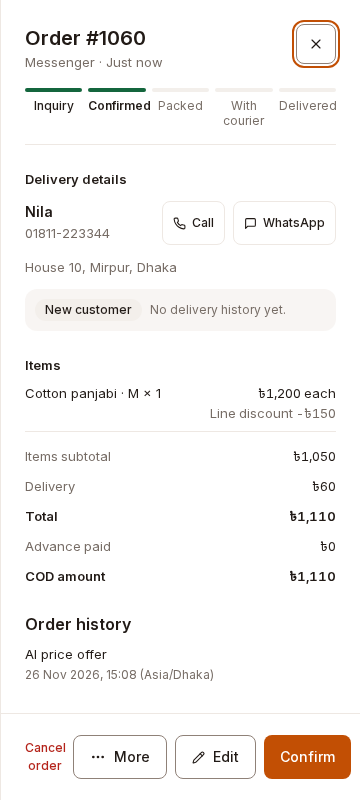 Order #1060
Messenger · Just now
Inquiry Confirmed Packed With courier Delivered
Delivery details
Nila
01811-223344
Call WhatsApp
House 10, Mirpur, Dhaka
New customer No delivery history yet.
Items
Cotton panjabi · M × 1 ৳1,200 each
Line discount -৳150
Items subtotal ৳1,050
Delivery ৳60
Total ৳1,110
Advance paid ৳0
COD amount ৳1,110
Order history
AI price offer
26 Nov 2026, 15:08 (Asia/Dhaka)
Cancel order ··· More Edit Confirm